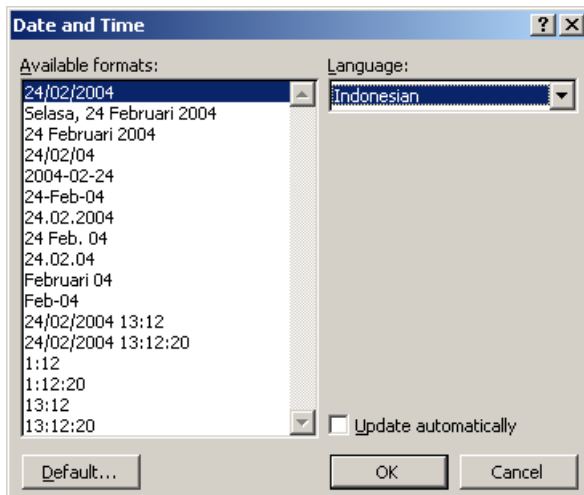 Date and Time
Available formats:
Language:
24/02/2004
Indonesian
Selasa, 24 Februari 2004
24 Februari 2004
24/02/04
2004-02-24
24-Feb-04
24.02.2004
24 Feb. 04
24.02.04
Februari 04
Feb-04
24/02/2004 13:12
24/02/2004 13:12:20
1:12
1:12:20
13:12
13:12:20
Update automatically
Default...
OK
Cancel